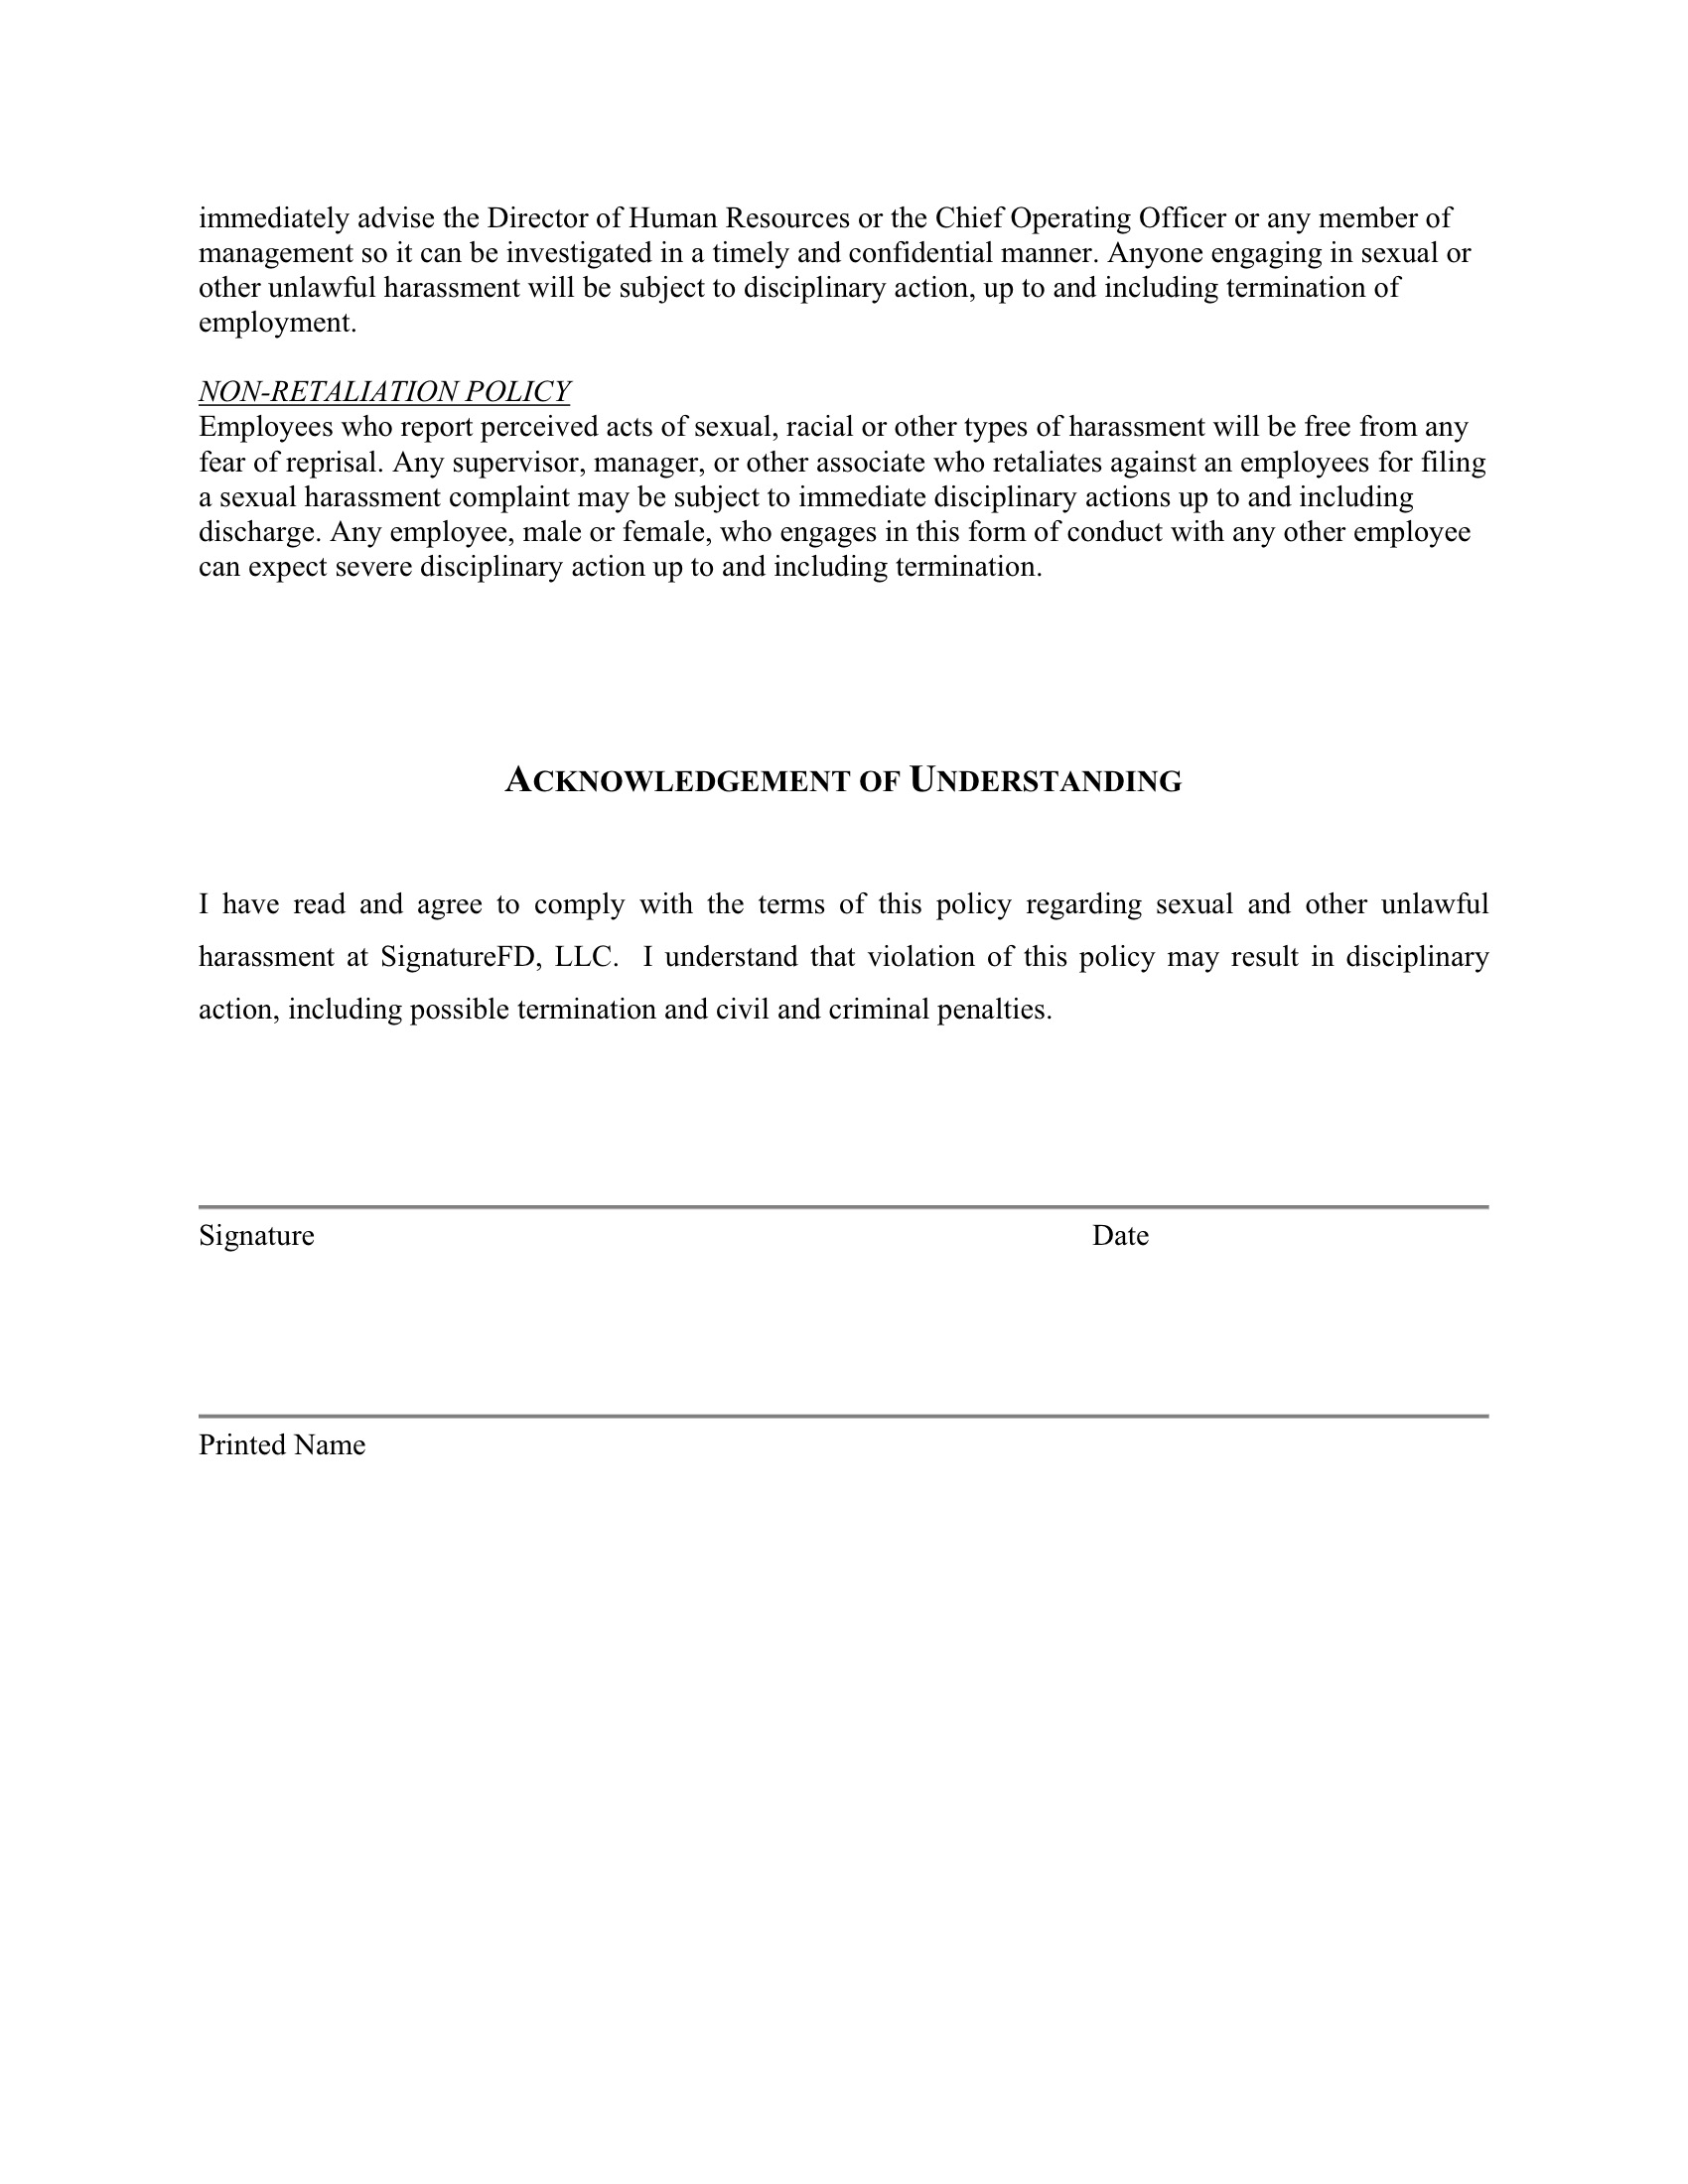 immediately advise the Director of Human Resources or the Chief Operating Officer or any member of
management so it can be investigated in a timely and confidential manner. Anyone engaging in sexual or
other unlawful harassment will be subject to disciplinary action, up to and including termination of
employment.
NON-RETALIATION POLICY
Employees who report perceived acts of sexual, racial or other types of harassment will be free from any
fear of reprisal. Any supervisor, manager, or other associate who retaliates against an employees for filing
a sexual harassment complaint may be subject to immediate disciplinary actions up to and including
discharge. Any employee, male or female, who engages in this form of conduct with any other employee
can expect severe disciplinary action up to and including termination.
ACKNOWLEDGEMENT OF UNDERSTANDING
I have read and agree to comply with the terms of this policy regarding sexual and other unlawful
harassment at SignatureFD, LLC.  I understand that violation of this policy may result in disciplinary
action, including possible termination and civil and criminal penalties.
Signature Date
Printed Name